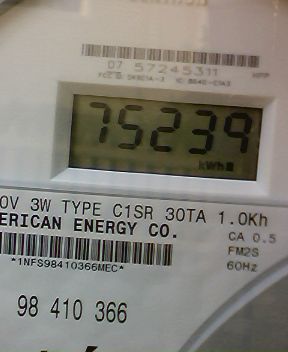 07 57245311
75239
kWh
0V 3W TYPE C1SR 30TA 1.0Kh
ERICAN ENERGY CO.
CA 0.5
FM2S
*1NFS98410366MEC*
60Hz
98 410 366